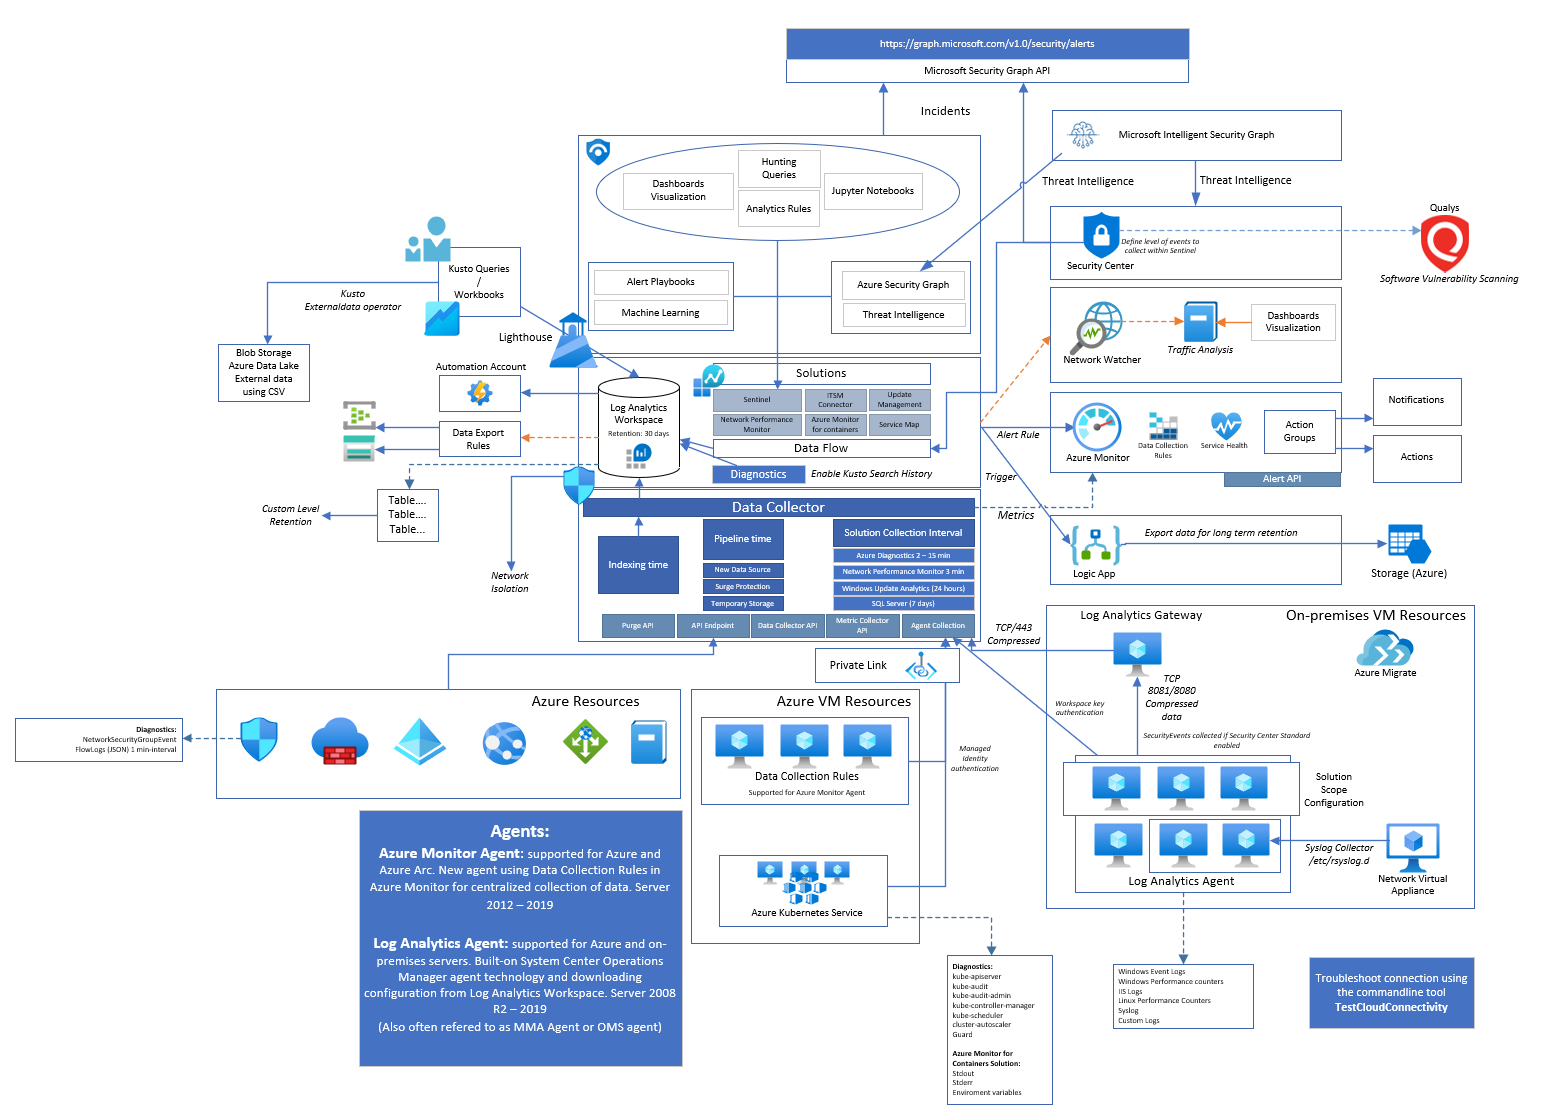 https://graph.microsoft.com/v1.0/security/alerts
Microsoft Security Graph API
Incidents
Microsoft Intelligent Security Graph
Threat Intelligence
Threat Intelligence
Hunting
Queries
Dashboards
Visualization
Jupyter Notebooks
Analytics Rules
Qualys
Define level of events to
collect within Sentinel
Security Center
Software Vulnerability Scanning
Kusto Queries
/
Workbooks
Kusto
Externaldata operator
Alert Playbooks
Machine Learning
Azure Security Graph
Threat Intelligence
Dashboards
Visualization
Network Watcher
Traffic Analysis
Lighthouse
Blob Storage
Azure Data Lake
External data
using CSV
Automation Account
Solutions
Sentinel
ITSM
Connector
Update
Management
Network Performance
Monitor
Azure Monitor
for containers
Service Map
Log Analytics
Workspace
Retention: 30 days
Data Export
Rules
Data Flow
Diagnostics
Enable Kusto Search History
Alert Rule
Azure Monitor
Data Collection
Rules
Service Health
Action
Groups
Notifications
Actions
Alert API
Trigger
Table....
Table....
Table...
Custom Level
Retention
Network
Isolation
Data Collector
Metrics
Indexing time
Pipeline time
New Data Source
Surge Protection
Temporary Storage
Solution Collection Interval
Azure Diagnostics 2 – 15 min
Network Performance Monitor 3 min
Windows Update Analytics (24 hours)
SQL Server (7 days)
Purge API
API Endpoint
Data Collector API
Metric Collector
API
Agent Collection
Logic App
Export data for long term retention
Storage (Azure)
TCP/443
Compressed
Log Analytics Gateway
On-premises VM Resources
Azure Migrate
Private Link
Workspace key
authentication
TCP
8081/8080
Compressed
data
SecurityEvents collected if Security Center Standard
enabled
Azure Resources
Diagnostics:
NetworkSecurityGroupEvent
FlowLogs (JSON) 1 min-interval
Azure VM Resources
Data Collection Rules
Supported for Azure Monitor Agent
Managed
Identity
authentication
Solution
Scope
Configuration
Log Analytics Agent
Syslog Collector
/etc/rsyslog.d
Network Virtual
Appliance
Azure Kubernetes Service
Agents:
Azure Monitor Agent: supported for Azure and
Azure Arc. New agent using Data Collection Rules in
Azure Monitor for centralized collection of data. Server
2012 – 2019
Log Analytics Agent: supported for Azure and on-
premises servers. Built-on System Center Operations
Manager agent technology and downloading
configuration from Log Analytics Workspace. Server 2008
R2 – 2019
(Also often refered to as MMA Agent or OMS agent)
Diagnostics:
kube-apiserver
kube-audit
kube-audit-admin
kube-controller-manager
kube-scheduler
cluster-autoscaler
Guard
Azure Monitor for
Containers Solution:
Stdout
Stderr
Enviroment variables
Windows Event Logs
Windows Performance counters
IIS Logs
Linux Performance Counters
Syslog
Custom Logs
Troubleshoot connection using
the commandline tool
TestCloudConnectivity